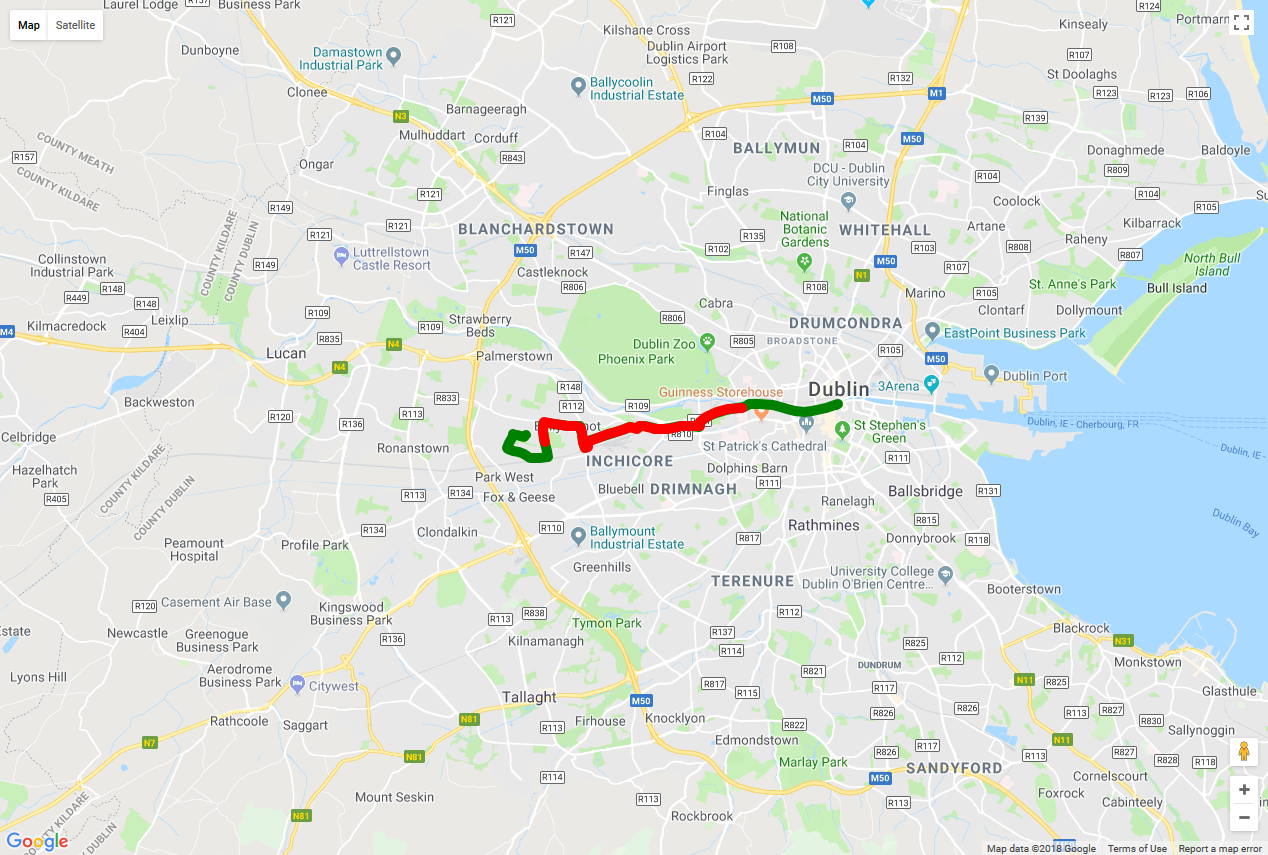 Map
Satellite
Laurel Lodge
Business Park
R157
R121
Kilshane Cross
R108
Dublin Airport
Logistics Park
R124
Kinsealy
Portmarn
Dunboyne
Damastown
Industrial Park
Clonee
Ballycoolin
Industrial Estate
R122
R132
R107
St Doolaghs
R123
R123
R106
N3
Barnageeragh
M50
M1
R139
Mulhuddart
Corduff
R104
M50
COUNTY MEATH
COUNTY KILDARE
R157
Ongar
R843
BALLYMUN
R104
Donaghmede
Baldoyle
R809
DCU - Dublin
City University
R104
R104
R121
Finglas
R149
Coolock
R105
BLANCHARDSTOWN
R121
R121
National
Botanic
Gardens
WHITEHALL
Artane
Kilbarrack
COUNTY KILDARE
COUNTY DUBLIN
M50
R147
R135
R102
R103
R808
Raheny
R807
Luttrellstown
Castle Resort
Castleknock
R806
M50
R107
North Bull
Island
Collinstown
Industrial Park
R149
R148
R449
R148
N1
R108
St. Anne's Park
Bull Island
Marino
R105
Clontarf
Dollymount
Cabra
R806
Leixlip
R109
Kilmacredock
R404
M4
Strawberry
Beds
R109
DRUMCONDRA
BROADSTONE
EastPoint Business Park
R835
Lucan
N4
N4
Palmerstown
Dublin Zoo
Phoenix Park
R805
R105
M50
R148
R112
R109
Guinness Storehouse
Dublin
3Arena
Dublin Port
R833
Backweston
R120
R113
R136
R810
St Patrick's
Cathedral
St Stephen's
Green
Dublin, IE - Cherbourg, FR
Dublin, IE -
Celbridge
Ronanstown
INCHICORE
R111
Hazelhatch
Park
R405
Park West
Dolphins Barn
R111
Fox & Geese
Bluebell
DRIMNAGH
Ballsbridge
R131
R113
R134
Ranelagh
COUNTY KILDARE
COUNTY DUBLIN
R134
Clondalkin
R110
Rathmines
R815
Donnybrook
R118
Dublin Bay
Peamount
Hospital
Profile Park
Ballymount
Industrial Estate
R817
Greenhills
University College
Dublin O'Brien Centre...
TERENURE
Booterstown
R120
Casement Air Base
Kingswood
Business Park
R113
R838
R112
Tymon Park
Estate
Newcastle
Greenogue
Business Park
R136
Kilnamanagh
R137
R114
R825
Blackrock
N31
R112
DUNDRUM
Monkstown
Lyons Hill
Aerodrome
Business Park
Citywest
R821
R817
R115
R117
N11
R825
Glasthule
Tallaght
M50
Rathcoole
Saggart
N81
R113
Firhouse
Knocklyon
R826
R826
R113
R827
R830
Sallynoggin
R822
N7
N81
Edmondstown
R826
R117
N11
R113
R827
R828
R118
Marlay Park
SANDYFORD
R114
M50
Cornelscourt
Foxrock
Cabinteely
Mount Seskin
R113
R113
N81
Rockbrook
COUNTY KILDARE
COUNTY DUBLIN
Google
Map data ©2018 Google
Terms of Use
Report a map error